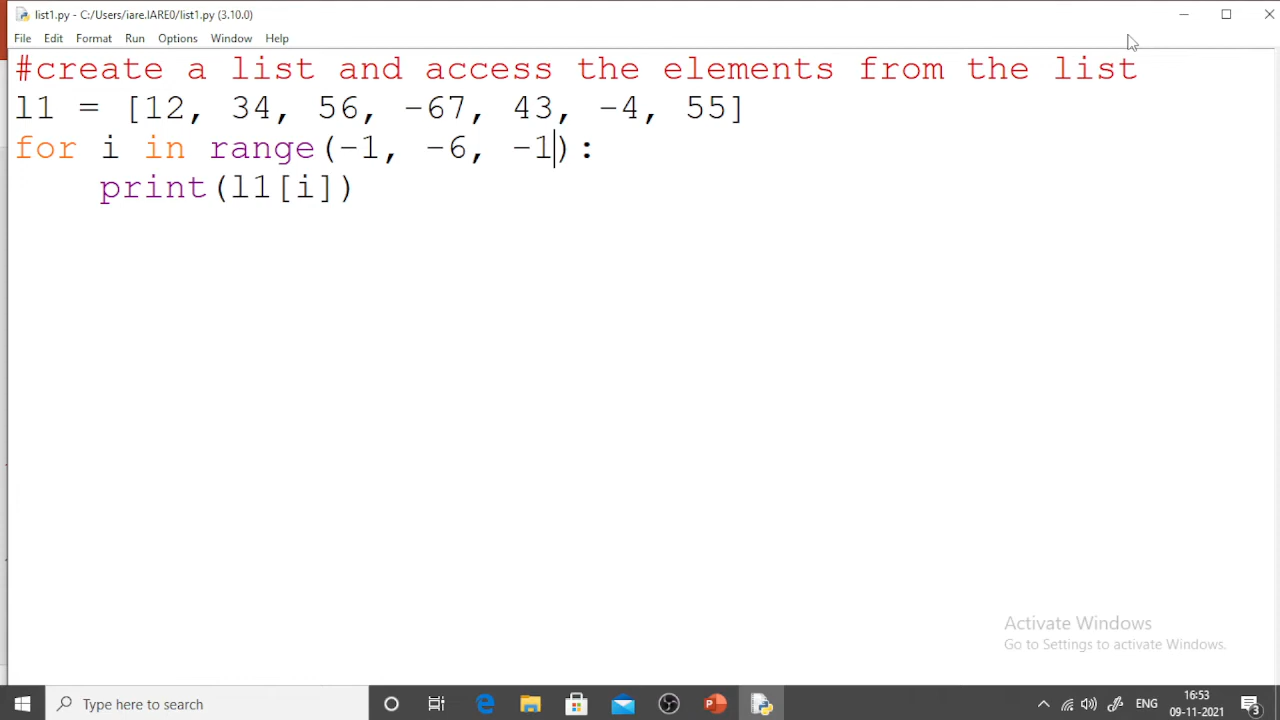 list1.py - C:/Users/iare.IARE0/list1.py (3.10.0)
File Edit Format Run Options Window Help
#create a list and access the elements from the list
l1 = [12, 34, 56, -67, 43, -4, 55]
for i in range(-1, -6, -1):
    print(l1[i])
Activate Windows
Go to Settings to activate Windows.
Type here to search
ENG
16:53
09-11-2021
3